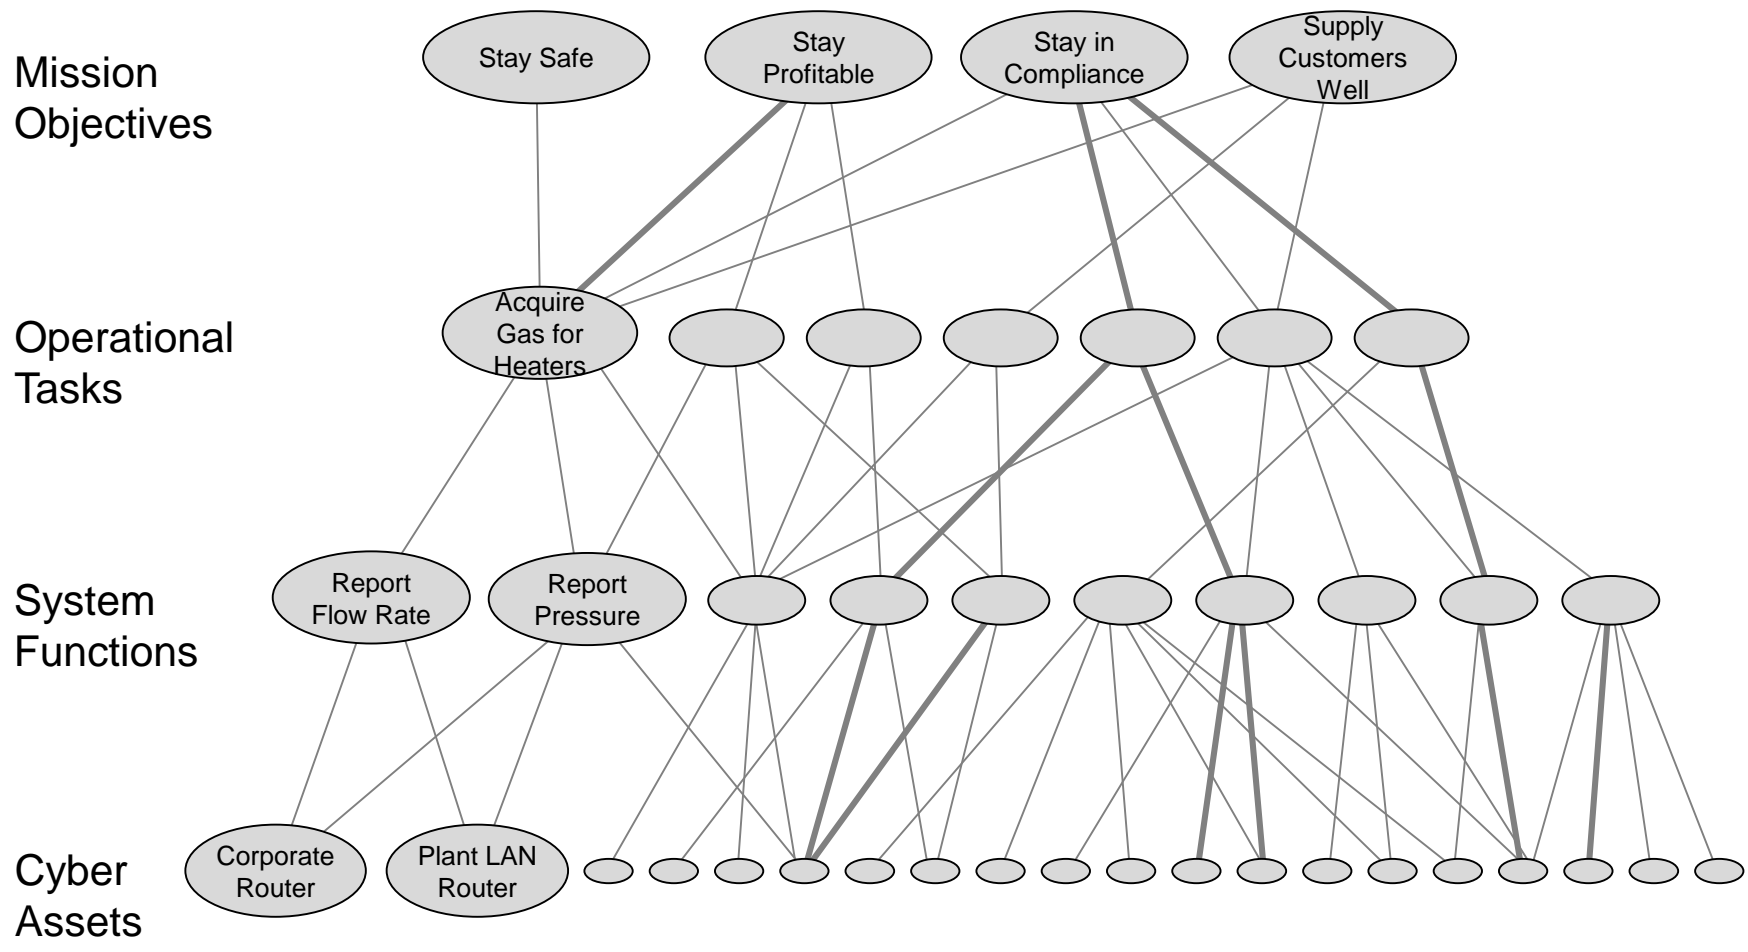 Mission
Objectives
Stay Safe
Stay
Profitable
Stay in
Compliance
Supply
Customers
Well
Operational
Tasks
Acquire
Gas for
Heaters
System
Functions
Report
Flow Rate
Report
Pressure
Cyber
Assets
Corporate
Router
Plant LAN
Router